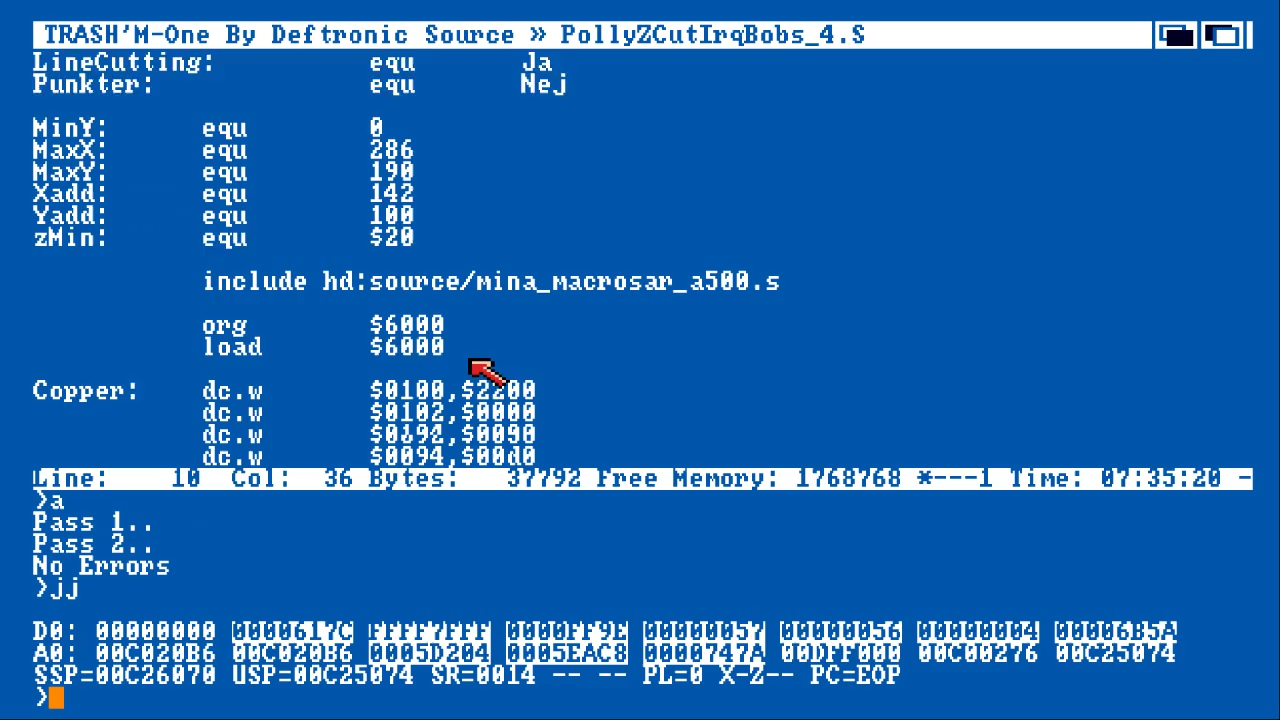 TRASH'M-One By Deftronic Source » PollyZCutIrqBobs_4.S
LineCutting: equ Ja
Punkter: equ Nej
MinY: equ 0
MaxX: equ 286
MaxY: equ 190
Xadd: equ 142
Yadd: equ 100
zMin: equ $20
include hd:source/mina_macrosar_a500.s
org $6000
load $6000
Copper: dc.w $0100,$2200
dc.w $0102,$0000
dc.w $0092,$0090
dc.w $0094,$00d0
Line: 10 Col: 36 Bytes: 37792 Free Memory: 1768768 *---1 Time: 07:35:20 -
>a
Pass 1..
Pass 2..
No Errors
>jj
D0: 00000000 0000617C FFFF7FFF 0000FF9E 00000057 00000056 00000004 00006B5A
A0: 00C020B6 00C020B6 0005D204 0005EAC8 0000747A 00DFF000 00C00276 00C25074
SSP=00C26070 USP=00C25074 SR=0014 -- -- PL=0 X-Z-- PC=EOP
>